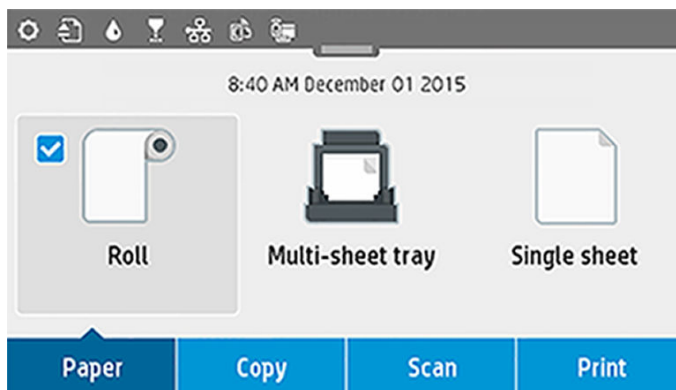 8:40 AM December 01 2015
Roll Multi-sheet tray Single sheet
Paper Copy Scan Print